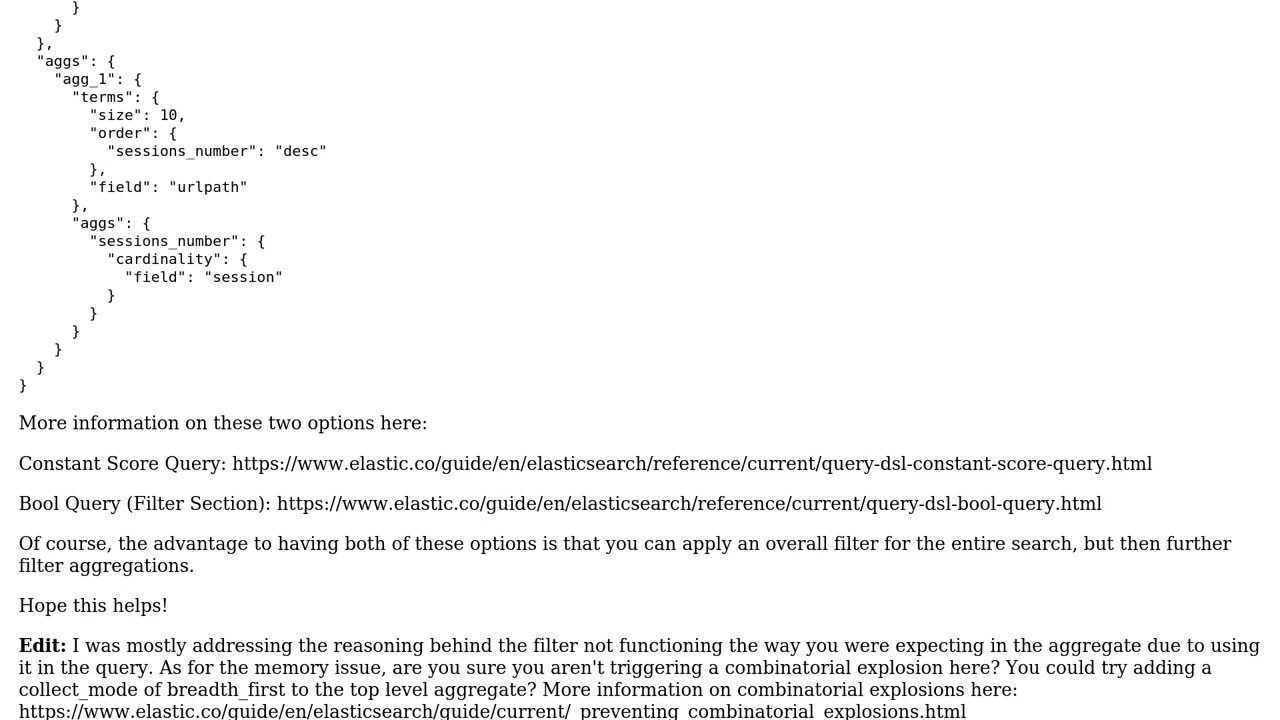 }
    }
  },
  "aggs": {
    "agg_1": {
      "terms": {
        "size": 10,
        "order": {
          "sessions_number": "desc"
        },
        "field": "urlpath"
      },
      "aggs": {
        "sessions_number": {
          "cardinality": {
            "field": "session"
          }
        }
      }
    }
  }
}
More information on these two options here:
Constant Score Query: https://www.elastic.co/guide/en/elasticsearch/reference/current/query-dsl-constant-score-query.html
Bool Query (Filter Section): https://www.elastic.co/guide/en/elasticsearch/reference/current/query-dsl-bool-query.html
Of course, the advantage to having both of these options is that you can apply an overall filter for the entire search, but then further
filter aggregations.
Hope this helps!
Edit: I was mostly addressing the reasoning behind the filter not functioning the way you were expecting in the aggregate due to using
it in the query. As for the memory issue, are you sure you aren't triggering a combinatorial explosion here? You could try adding a
collect_mode of breadth_first to the top level aggregate? More information on combinatorial explosions here:
https://www.elastic.co/guide/en/elasticsearch/guide/current/_preventing_combinatorial_explosions.html